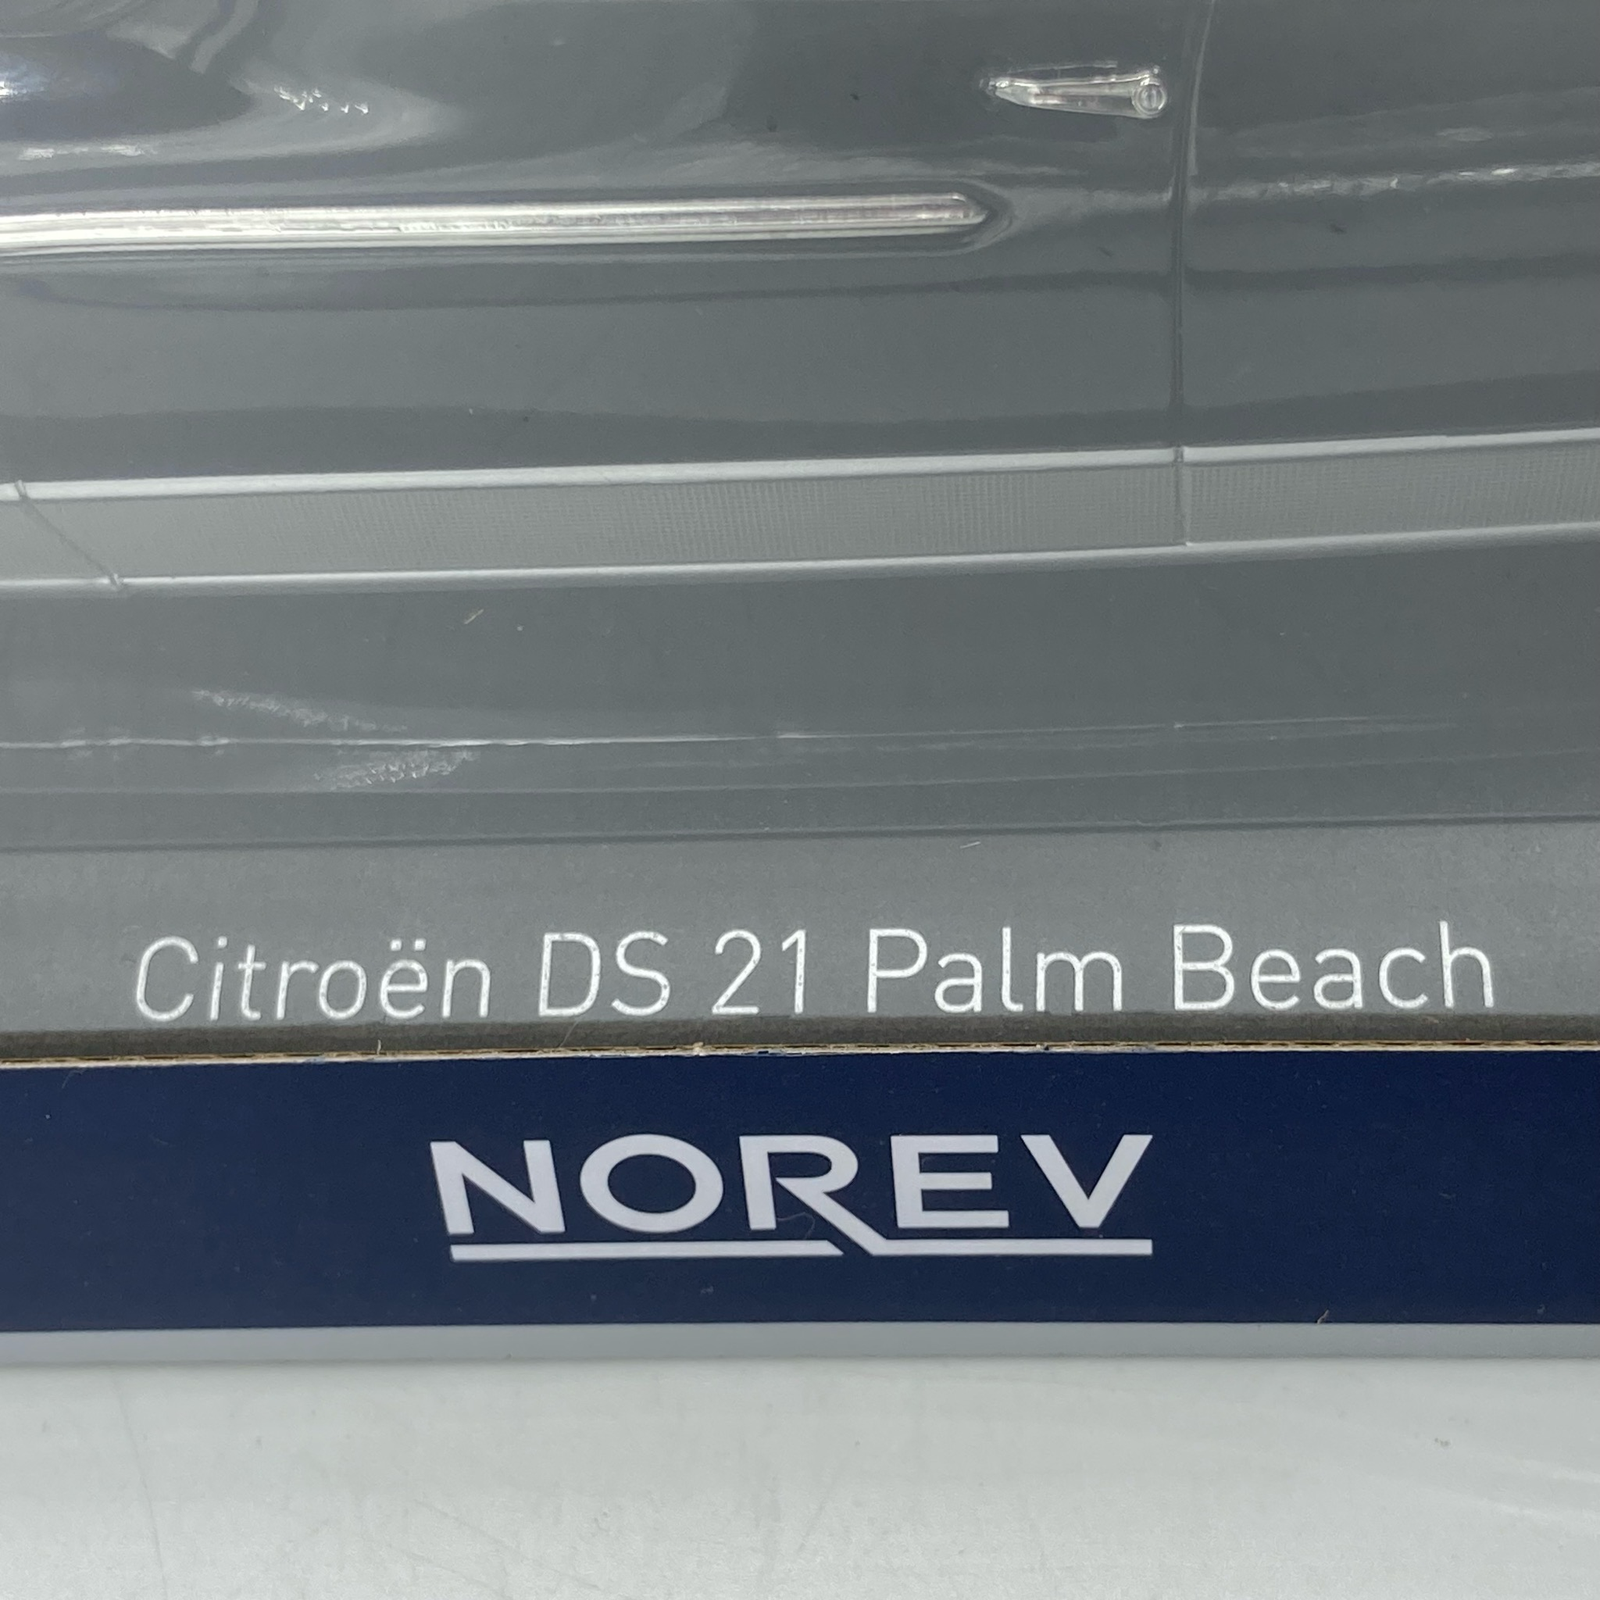 Citroën DS 21 Palm Beach
NOREV